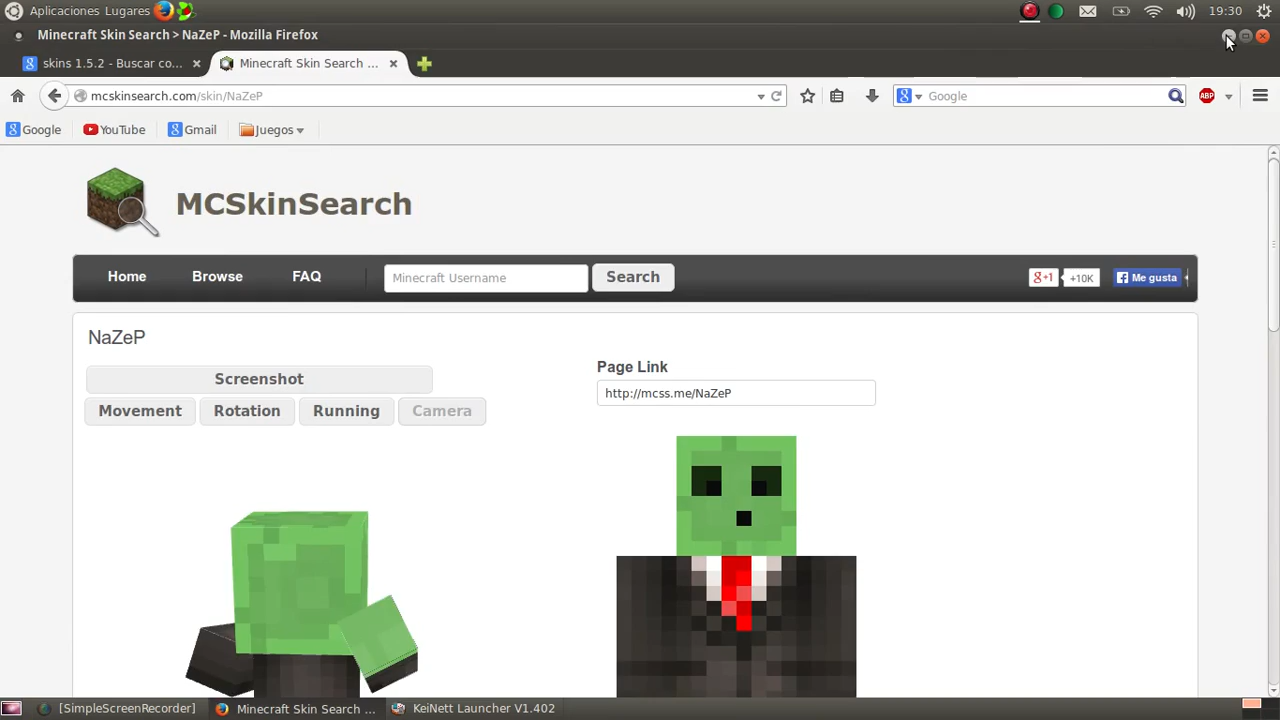 Aplicaciones Lugares 19:30
Minecraft Skin Search > NaZeP - Mozilla Firefox
skins 1.5.2 - Buscar co... Minecraft Skin Search ...
mcskinsearch.com/skin/NaZeP Google ABP
Google YouTube Gmail Juegos
MCSkinSearch
Home Browse FAQ Minecraft Username Search +1 +10K Me gusta
NaZeP
Screenshot
Movement Rotation Running Camera
Page Link
http://mcss.me/NaZeP
[SimpleScreenRecorder] Minecraft Skin Search ... KeiNett Launcher V1.402